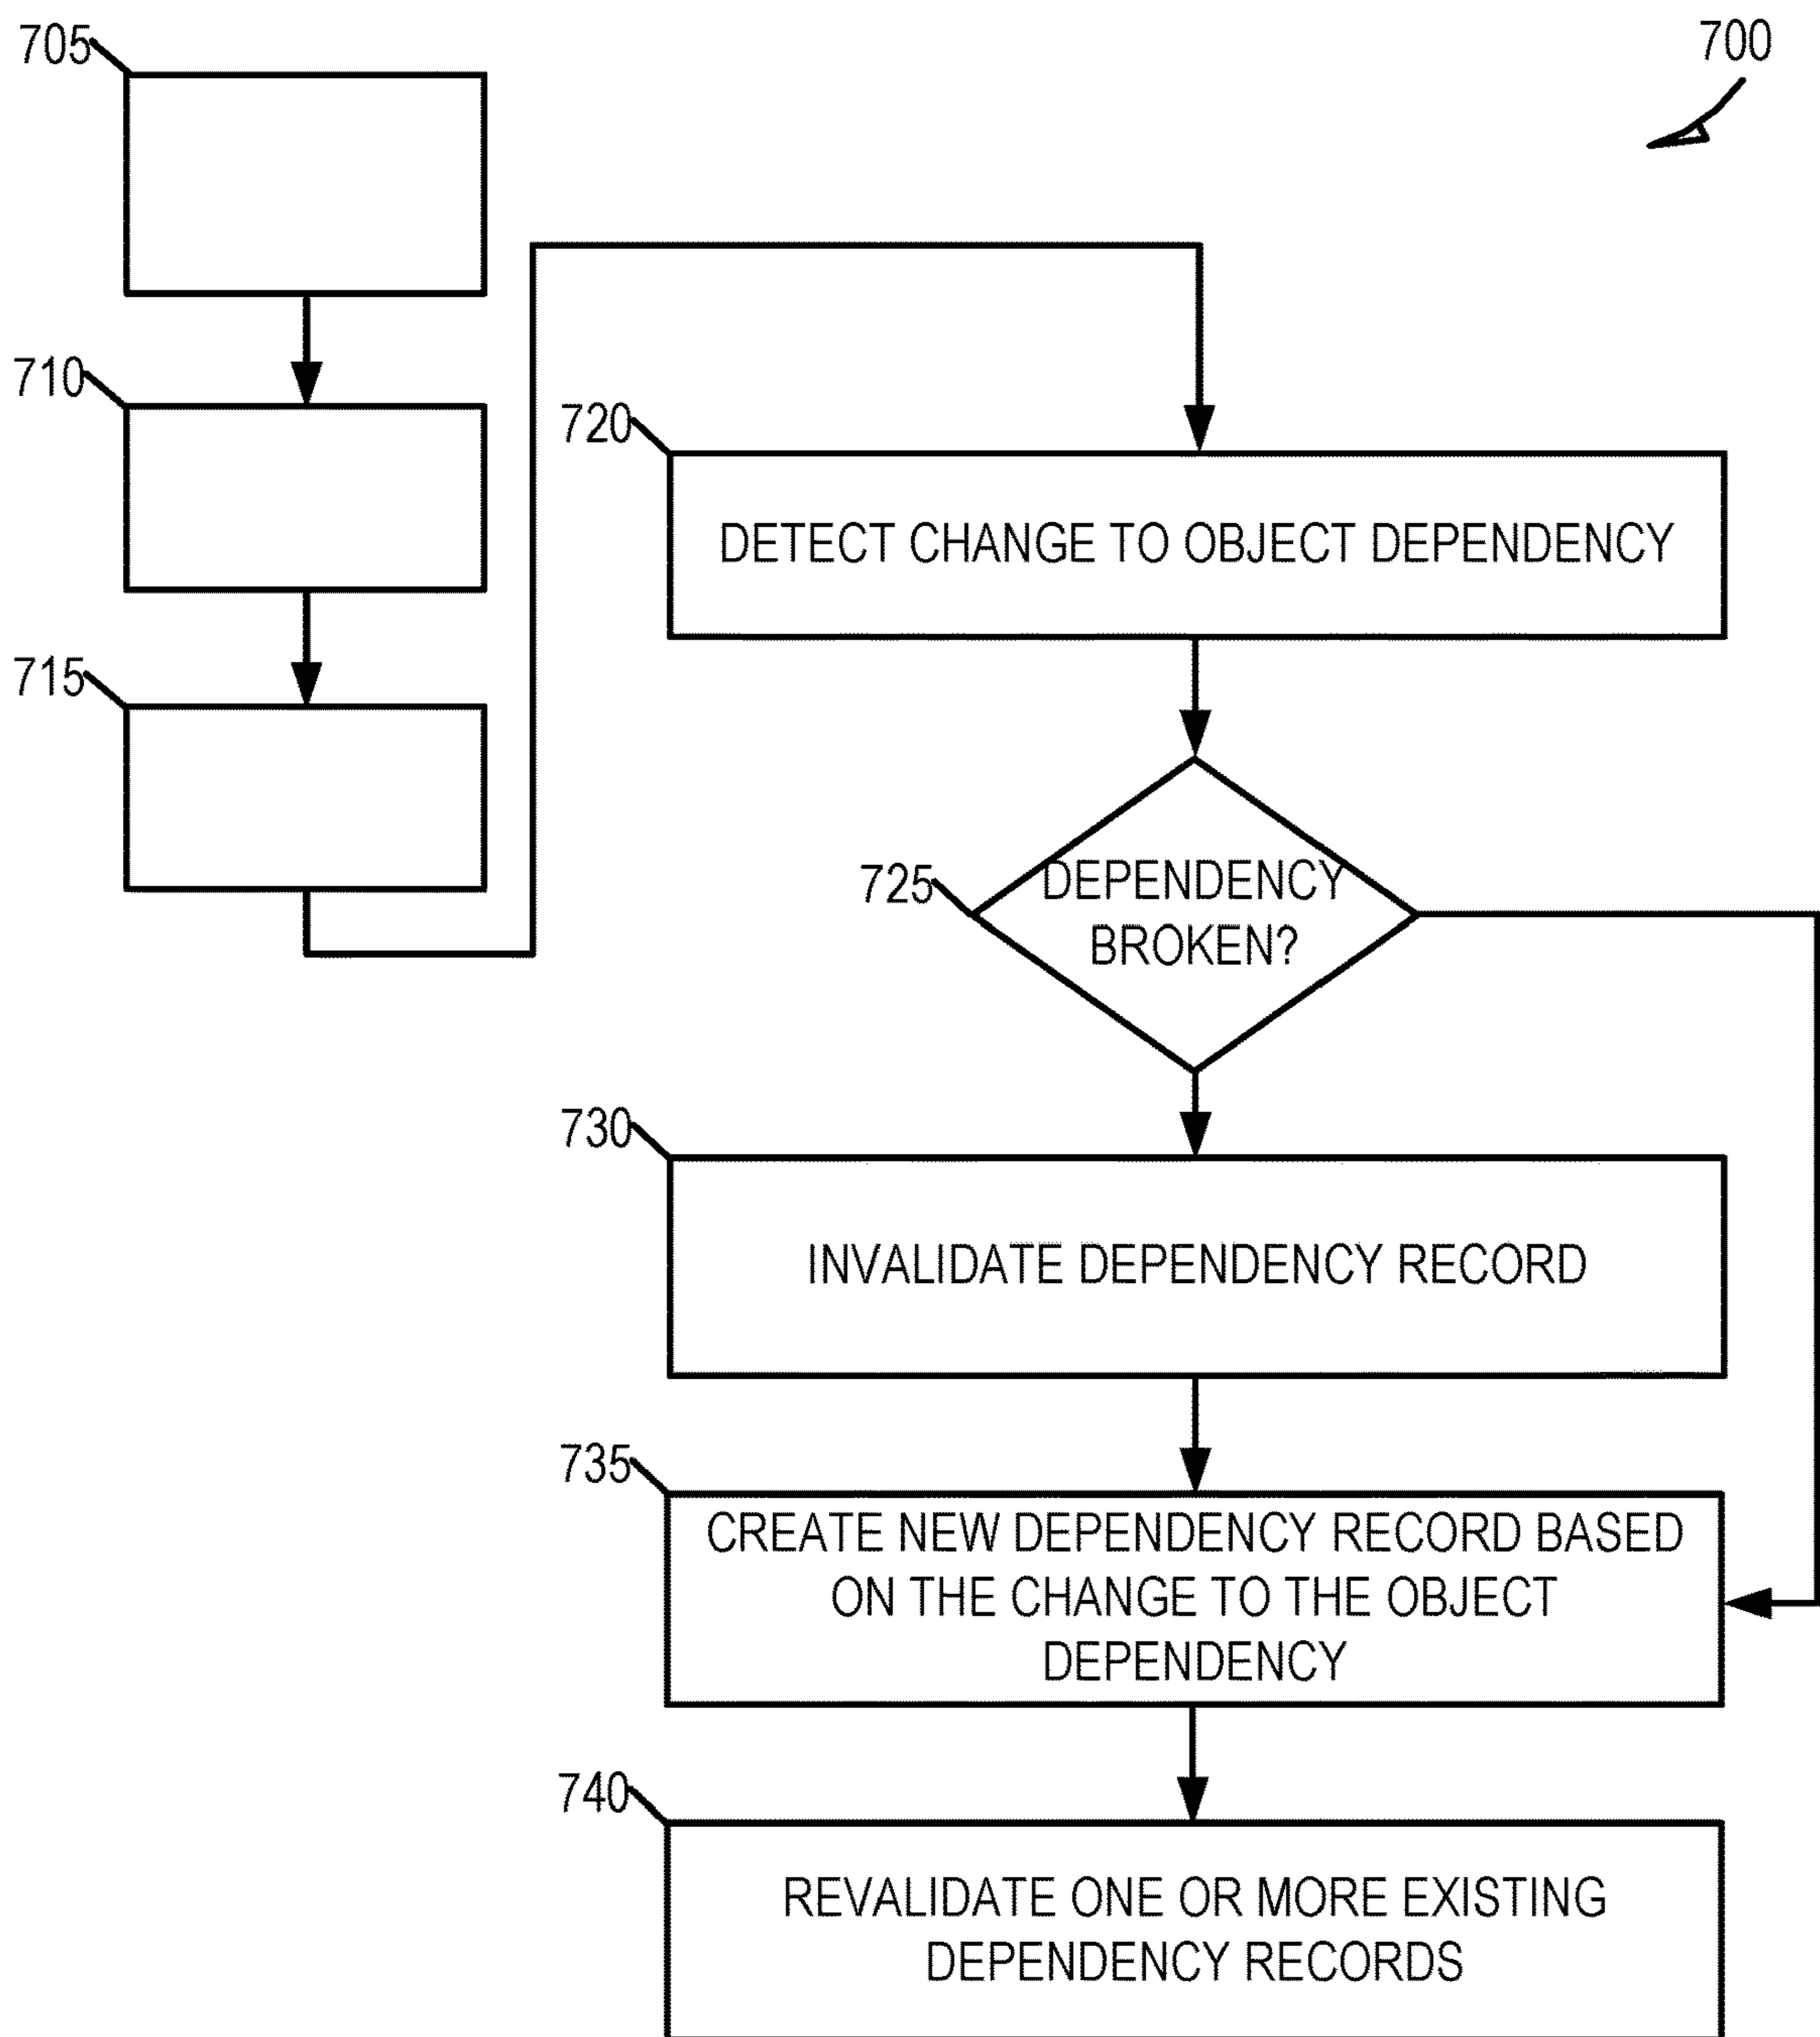 705
700
710
720
DETECT CHANGE TO OBJECT DEPENDENCY
715
725
DEPENDENCY
BROKEN?
730
INVALIDATE DEPENDENCY RECORD
735
CREATE NEW DEPENDENCY RECORD BASED
ON THE CHANGE TO THE OBJECT
DEPENDENCY
740
REVALIDATE ONE OR MORE EXISTING
DEPENDENCY RECORDS